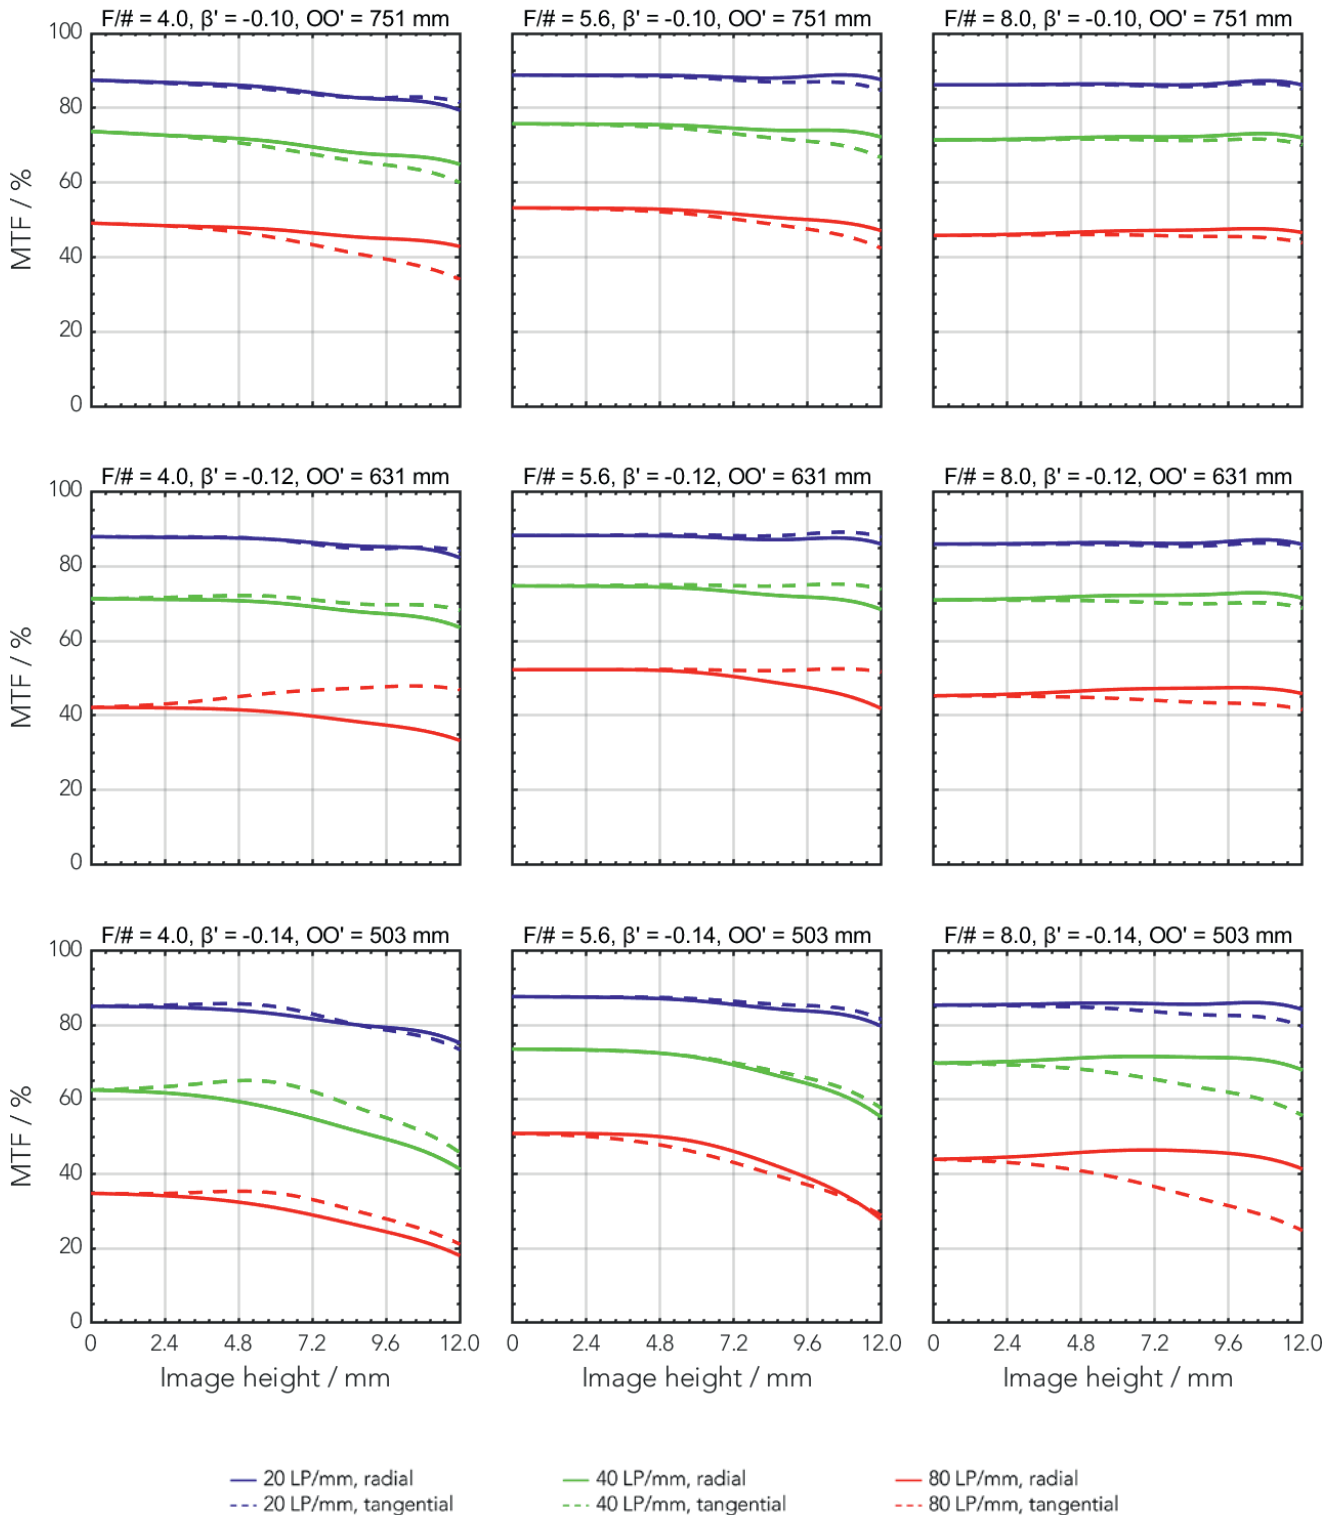 F/# = 4.0, β' = -0.10, OO' = 751 mm
F/# = 5.6, β' = -0.10, OO' = 751 mm
F/# = 8.0, β' = -0.10, OO' = 751 mm
100
80
60
40
20
0
MTF / %
F/# = 4.0, β' = -0.12, OO' = 631 mm
F/# = 5.6, β' = -0.12, OO' = 631 mm
F/# = 8.0, β' = -0.12, OO' = 631 mm
100
80
60
40
20
0
MTF / %
F/# = 4.0, β' = -0.14, OO' = 503 mm
F/# = 5.6, β' = -0.14, OO' = 503 mm
F/# = 8.0, β' = -0.14, OO' = 503 mm
100
80
60
40
20
0
MTF / %
0 2.4 4.8 7.2 9.6 12.0
0 2.4 4.8 7.2 9.6 12.0
0 2.4 4.8 7.2 9.6 12.0
Image height / mm
Image height / mm
Image height / mm
20 LP/mm, radial
40 LP/mm, radial
80 LP/mm, radial
20 LP/mm, tangential
40 LP/mm, tangential
80 LP/mm, tangential